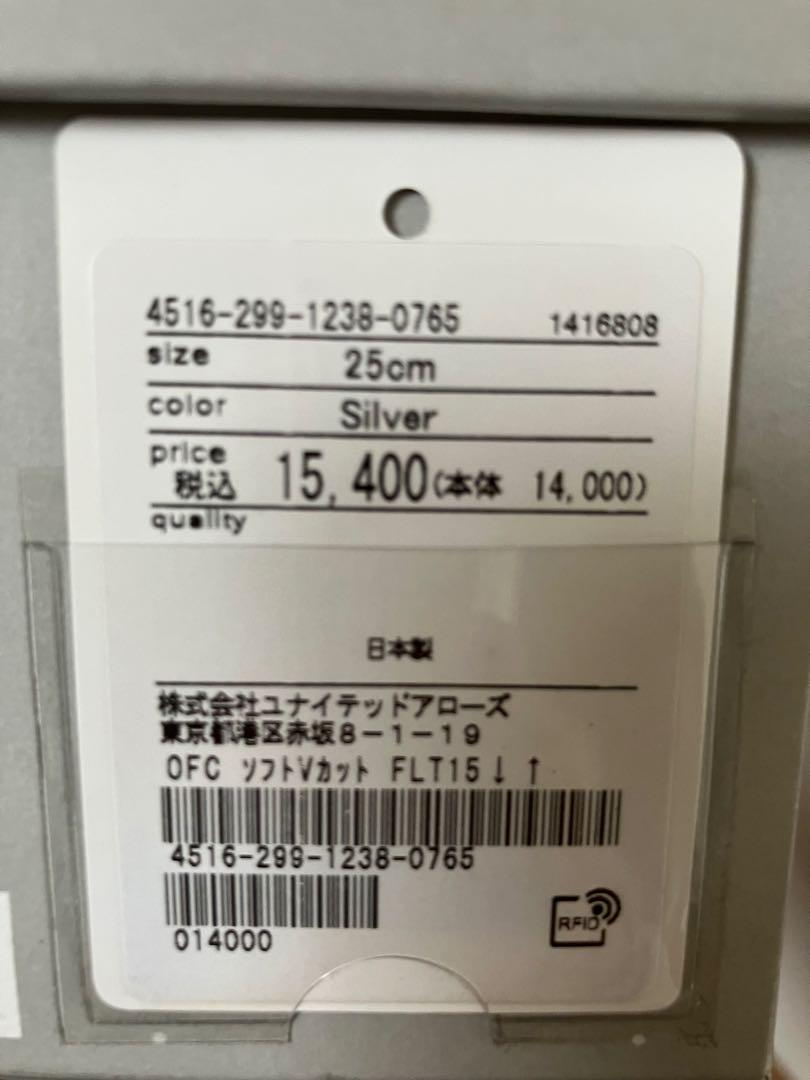 4516-299-1238-0765 1416808
size 25cm
color Silver
price
税込 15,400(本体 14,000)
quality
日本製
株式会社ユナイテッドアローズ
東京都港区赤坂8-1-19
OFC ソフトVカット FLT15↓ ↑
4516-299-1238-0765
014000
RFID